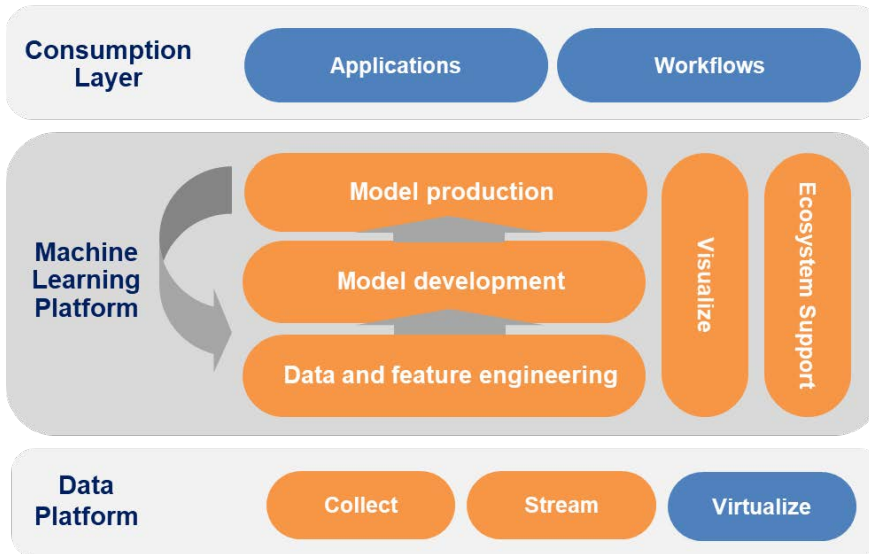 Consumption
Layer
Applications
Workflows
Machine
Learning
Platform
Model production
Model development
Data and feature engineering
Visualize
Ecosystem Support
Data
Platform
Collect
Stream
Virtualize